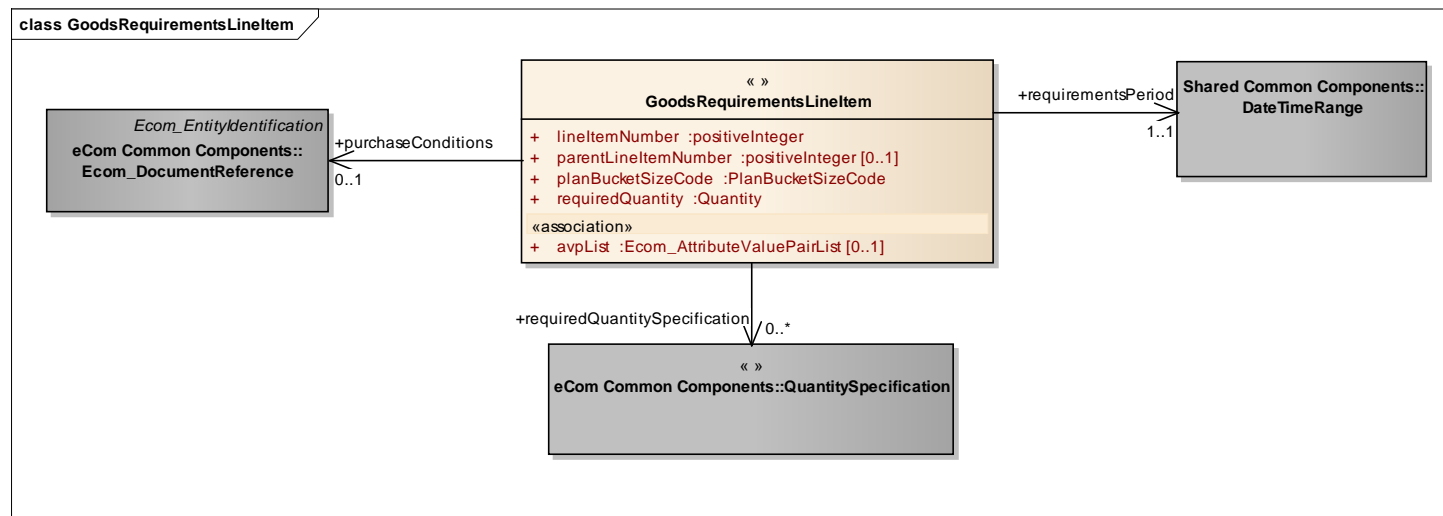 class GoodsRequirementsLineItem
Ecom_EntityIdentification
eCom Common Components::
Ecom_DocumentReference
+purchaseConditions
0..1
« »
GoodsRequirementsLineItem
+ lineItemNumber :positiveInteger
+ parentLineItemNumber :positiveInteger [0..1]
+ planBucketSizeCode :PlanBucketSizeCode
+ requiredQuantity :Quantity
«association»
+ avpList :Ecom_AttributeValuePairList [0..1]
+requirementsPeriod
1..1
Shared Common Components::
DateTimeRange
+requiredQuantitySpecification
0..*
« »
eCom Common Components::QuantitySpecification